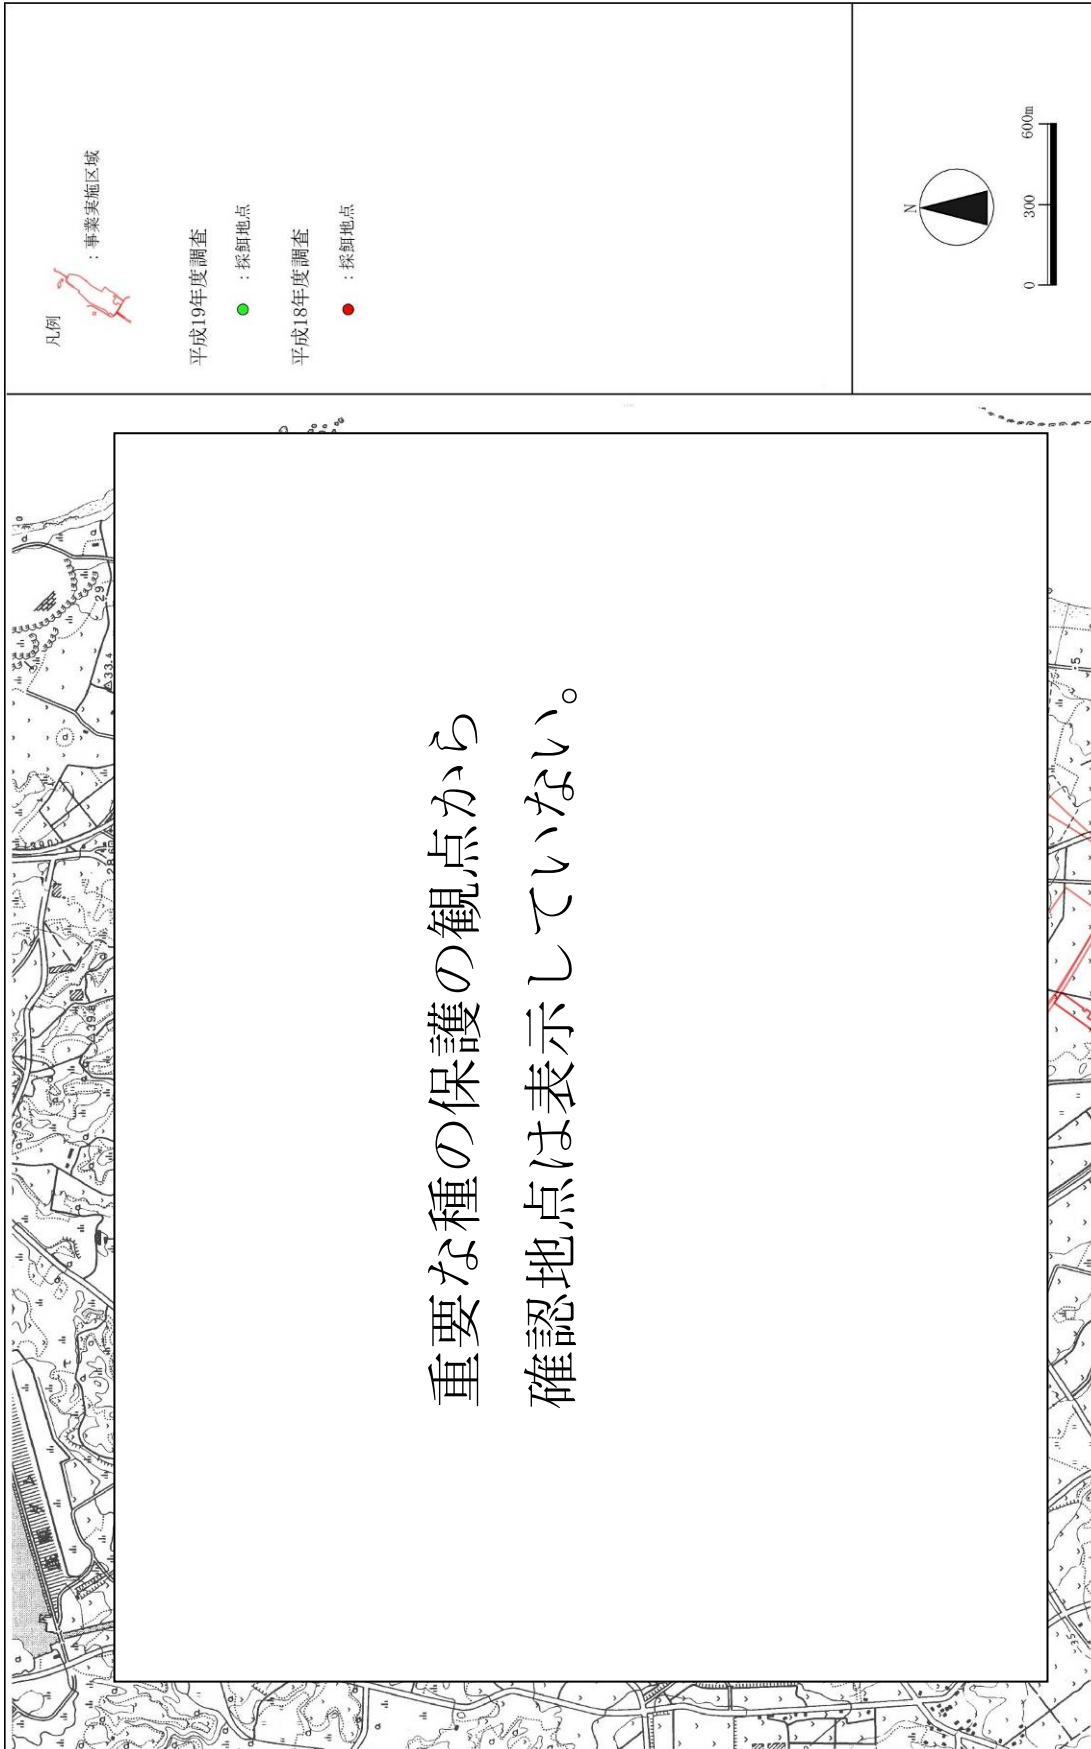 重要な種の保護の観点から
確認地点は表示していない。
凡例
：事業実施区域
平成19年度調査
：採餌地点
平成18年度調査
：採餌地点
N
0 300 600m
29
33.4